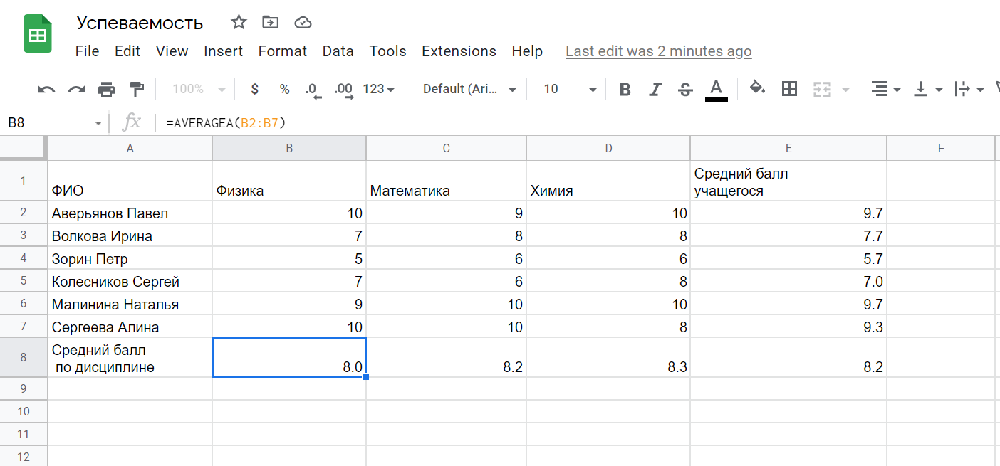 Успеваемость
File Edit View Insert Format Data Tools Extensions Help Last edit was 2 minutes ago
100% $ % .0 .00 123 Default (Ari... 10 B I S A
B8 fx =AVERAGEA(B2:B7)
A B C D E F
1 ФИО Физика Математика Химия Средний балл
учащегося
2 Аверьянов Павел 10 9 10 9.7
3 Волкова Ирина 7 8 8 7.7
4 Зорин Петр 5 6 6 5.7
5 Колесников Сергей 7 6 8 7.0
6 Малинина Наталья 9 10 10 9.7
7 Сергеева Алина 10 10 8 9.3
8 Средний балл
по дисциплине 8.0 8.2 8.3 8.2
9
10
11
12